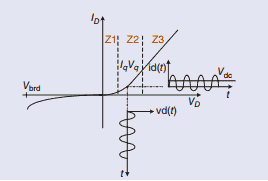 I_D
Z1 Z2 Z3
I_q V_q
id(t)
V_dc
V_brd
t
V_D
vd(t)
t